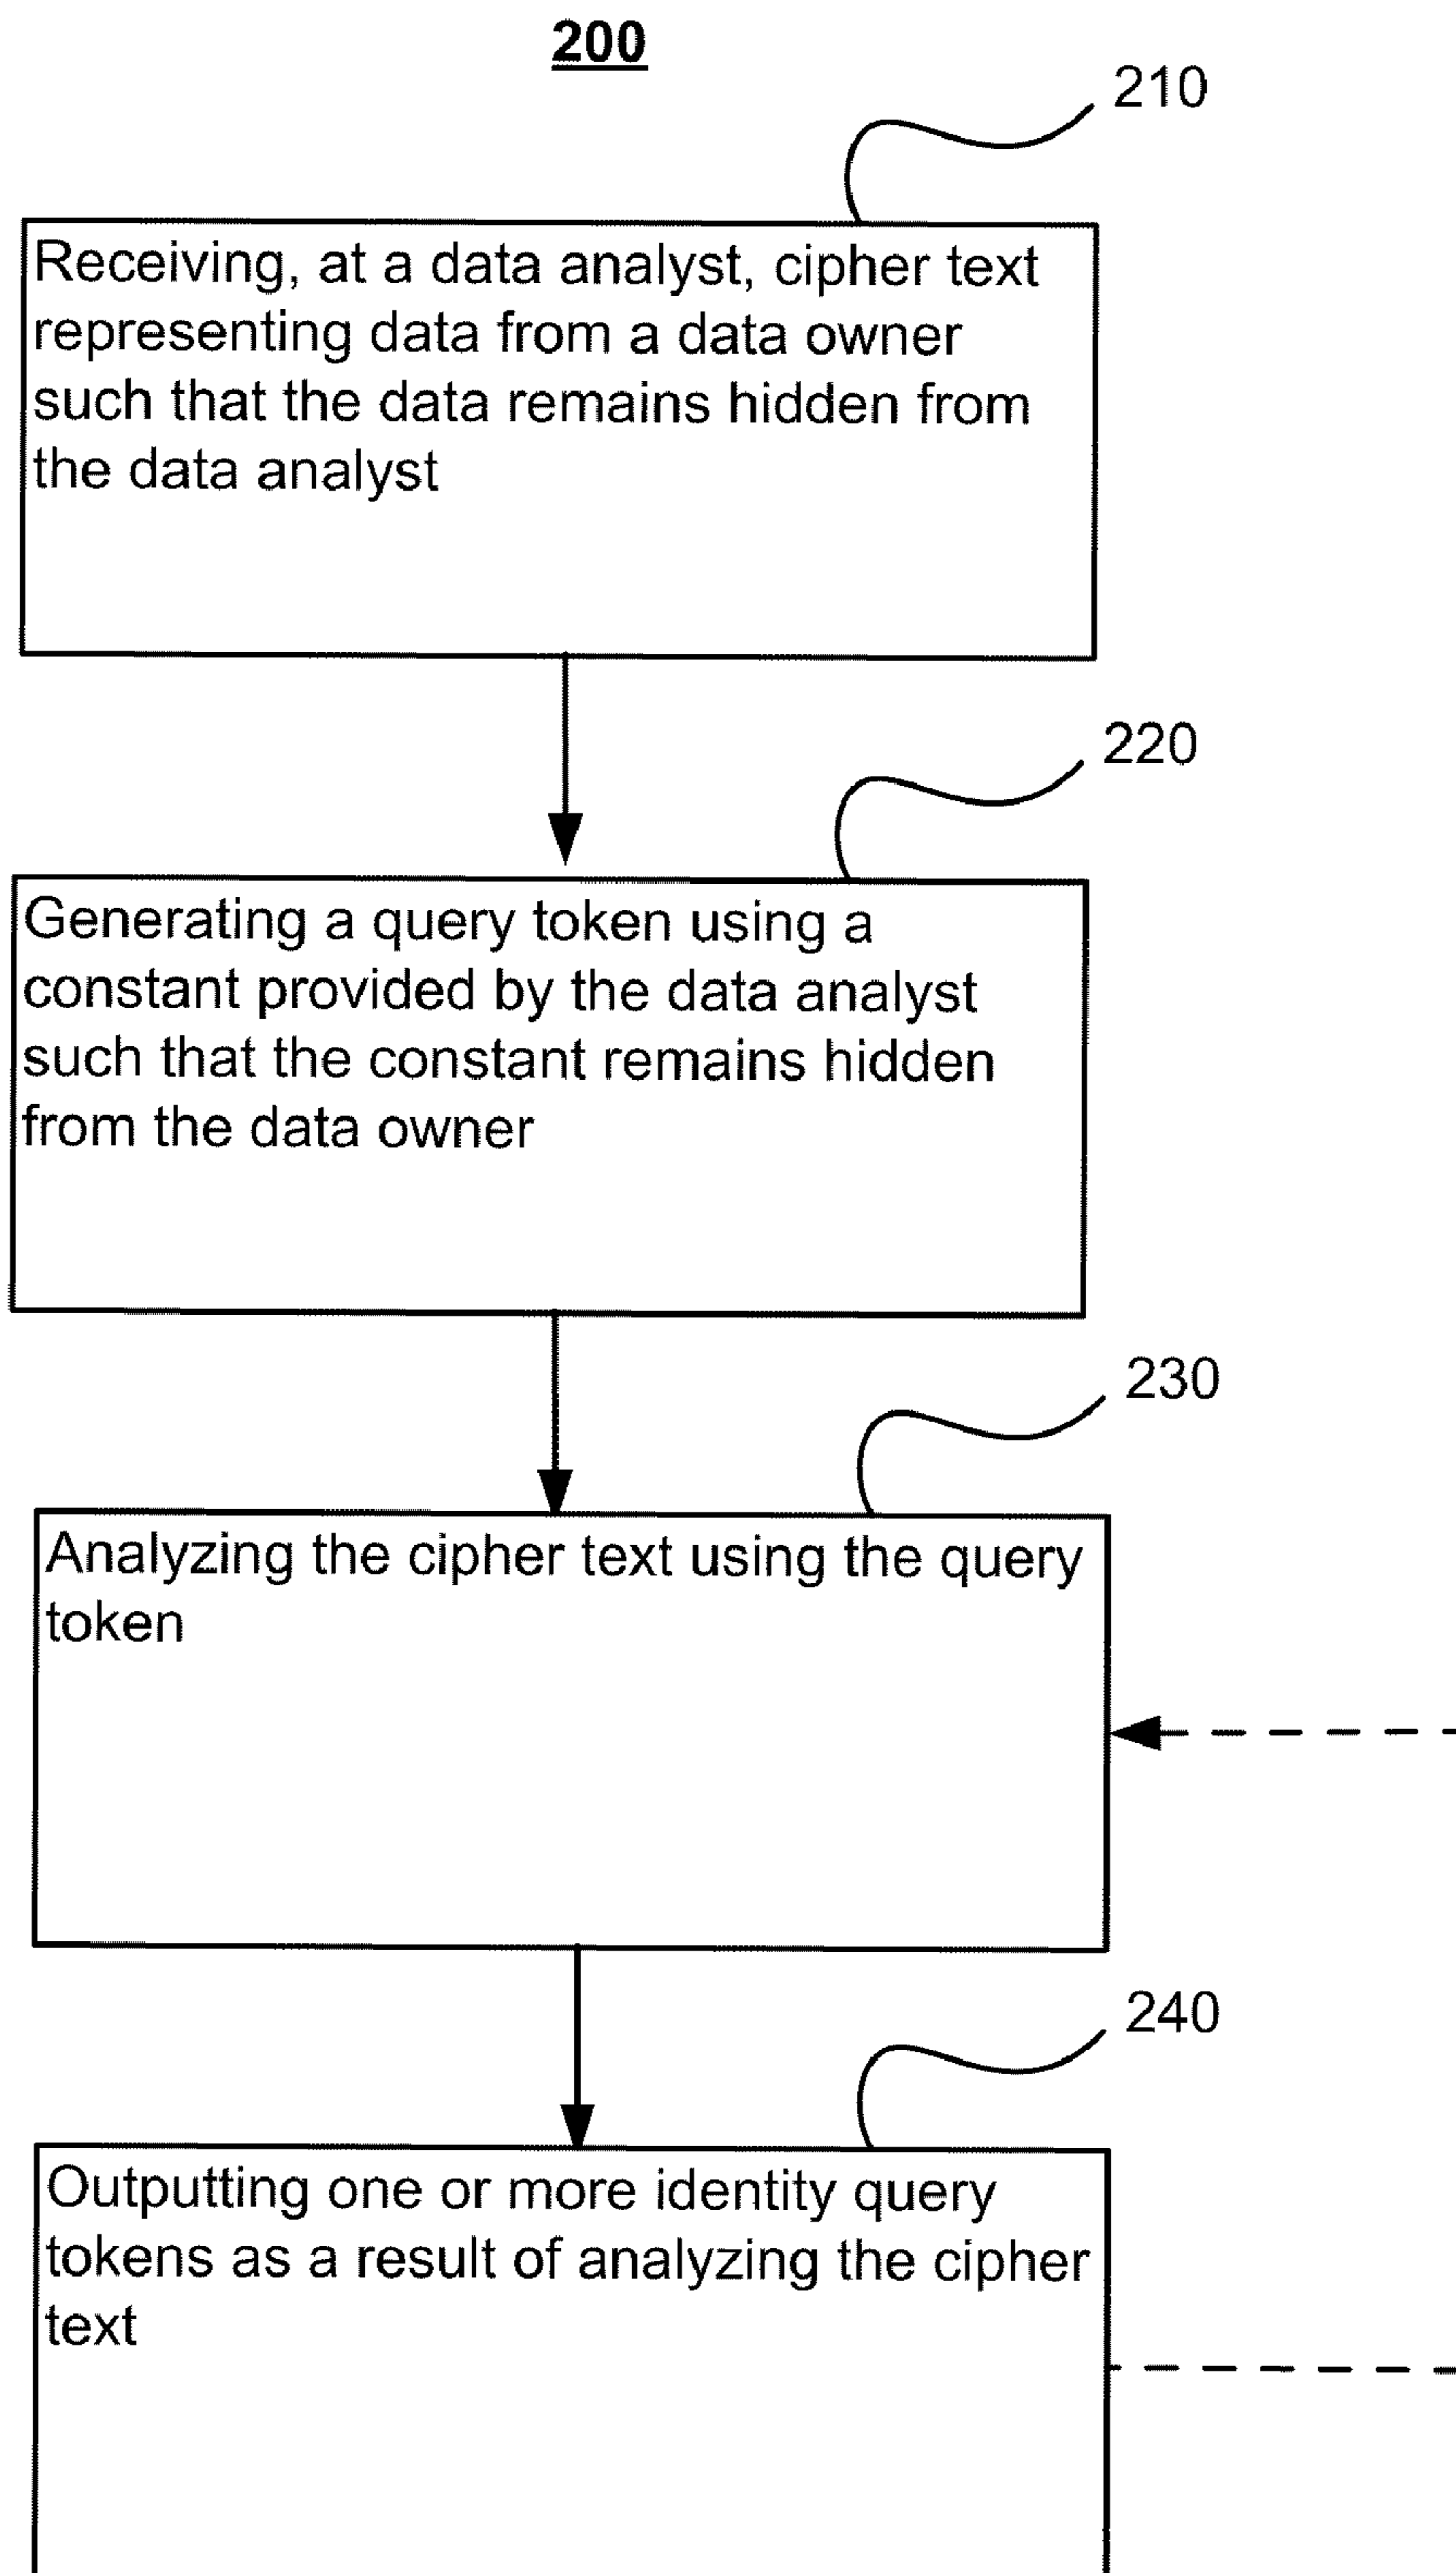 200
210
Receiving, at a data analyst, cipher text
representing data from a data owner
such that the data remains hidden from
the data analyst
220
Generating a query token using a
constant provided by the data analyst
such that the constant remains hidden
from the data owner
230
Analyzing the cipher text using the query
token
240
Outputting one or more identity query
tokens as a result of analyzing the cipher
text